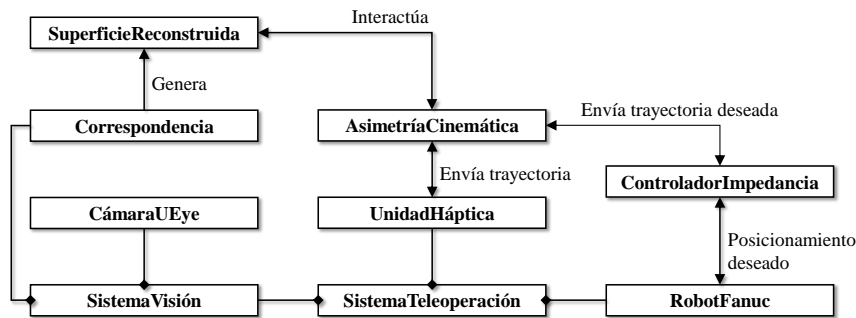 Interactúa
SuperficieReconstruida
Genera
Correspondencia
AsimetríaCinemática
Envía trayectoria deseada
Envía trayectoria
ControladorImpedancia
CámaraUEye
UnidadHáptica
Posicionamiento
deseado
SistemaVisión
SistemaTeleoperación
RobotFanuc